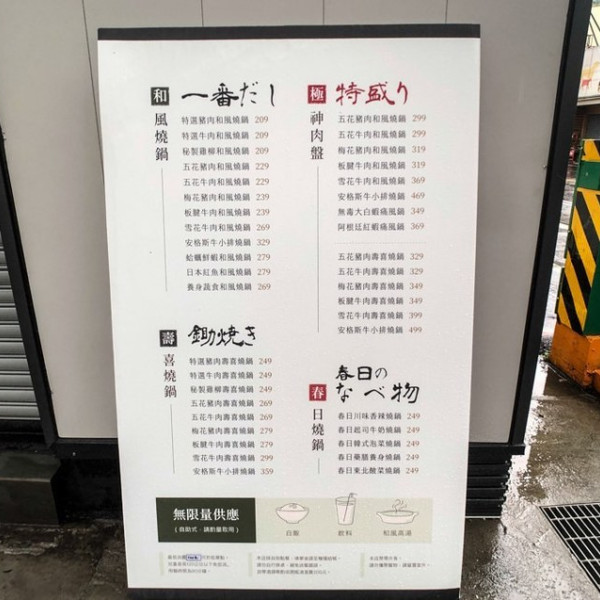 和風燒鍋
一番だし
特選豬肉和風燒鍋 209
特選牛肉和風燒鍋 209
秘製雞柳和風燒鍋 209
五花豬肉和風燒鍋 229
五花牛肉和風燒鍋 229
梅花豬肉和風燒鍋 239
板腱牛肉和風燒鍋 239
雪花牛肉和風燒鍋 269
安格斯牛小排燒鍋 329
蛤蠣鮮蝦和風燒鍋 279
日本紅魚和風燒鍋 279
養身蔬食和風燒鍋 269
壽喜燒鍋
鋤焼き
特選豬肉壽喜燒鍋 249
特選牛肉壽喜燒鍋 249
秘製雞柳壽喜燒鍋 249
五花豬肉壽喜燒鍋 269
五花牛肉壽喜燒鍋 269
梅花豬肉壽喜燒鍋 279
板腱牛肉壽喜燒鍋 279
雪花牛肉壽喜燒鍋 299
安格斯牛小排燒鍋 359
極神肉盤
特盛り
五花豬肉和風燒鍋 299
五花牛肉和風燒鍋 299
梅花豬肉和風燒鍋 319
板腱牛肉和風燒鍋 319
雪花牛肉和風燒鍋 369
安格斯牛小排燒鍋 469
無毒大白蝦痛風鍋 349
阿根廷紅蝦痛風鍋 369
五花豬肉壽喜燒鍋 329
五花牛肉壽喜燒鍋 329
梅花豬肉壽喜燒鍋 349
板腱牛肉壽喜燒鍋 349
雪花牛肉壽喜燒鍋 399
安格斯牛小排燒鍋 499
春日燒鍋
春日の
なべ物
春日川味香辣燒鍋 249
春日起司牛奶燒鍋 249
春日韓式泡菜燒鍋 249
春日藥膳養身燒鍋 249
春日東北酸菜燒鍋 249
無限量供應
(自助式,請酌量取用)
白飯
飲料
和風高湯